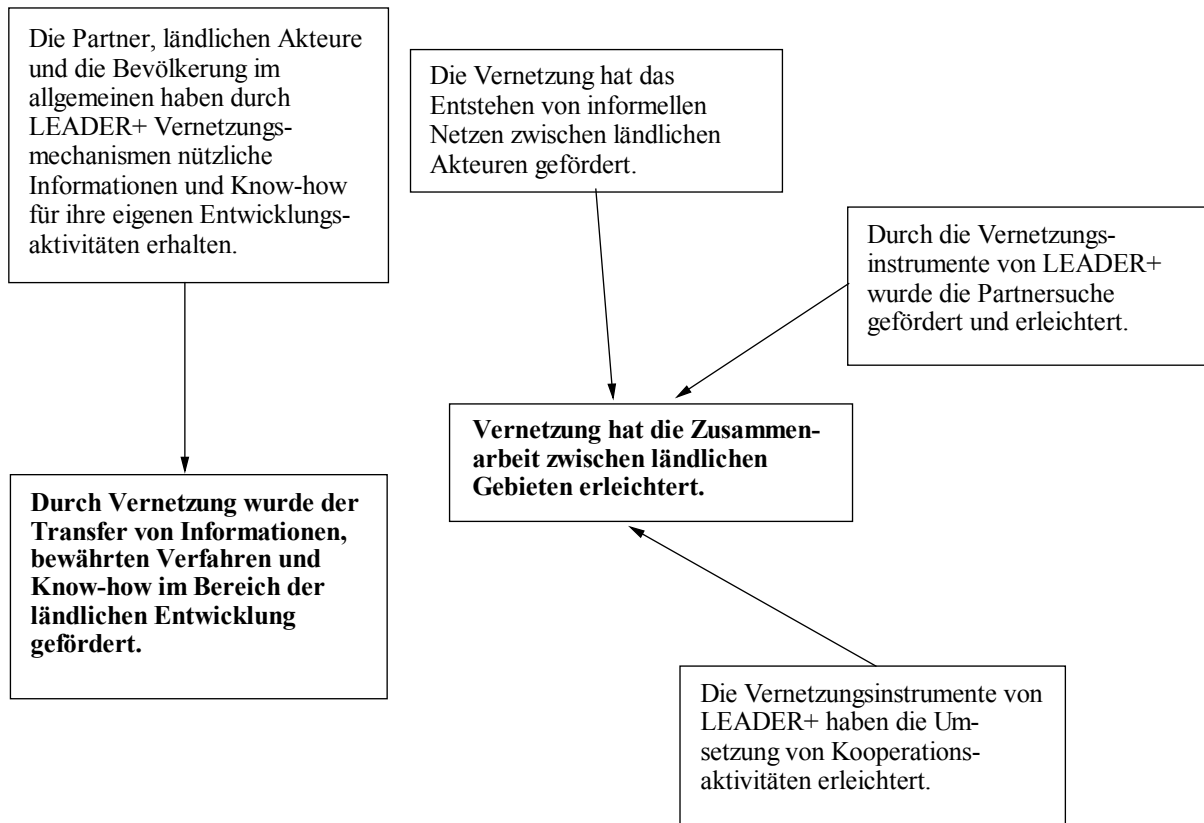 Die Partner, ländlichen Akteure
und die Bevölkerung im
allgemeinen haben durch
LEADER+ Vernetzungs-
mechanismen nützliche
Informationen und Know-how
für ihre eigenen Entwicklungs-
aktivitäten erhalten.
Die Vernetzung hat das
Entstehen von informellen
Netzen zwischen ländlichen
Akteuren gefördert.
Durch die Vernetzungs-
instrumente von LEADER+
wurde die Partnersuche
gefördert und erleichtert.
Vernetzung hat die Zusammen-
arbeit zwischen ländlichen
Gebieten erleichtert.
Durch Vernetzung wurde der
Transfer von Informationen,
bewährten Verfahren und
Know-how im Bereich der
ländlichen Entwicklung
gefördert.
Die Vernetzungsinstrumente von
LEADER+ haben die Um-
setzung von Kooperations-
aktivitäten erleichtert.